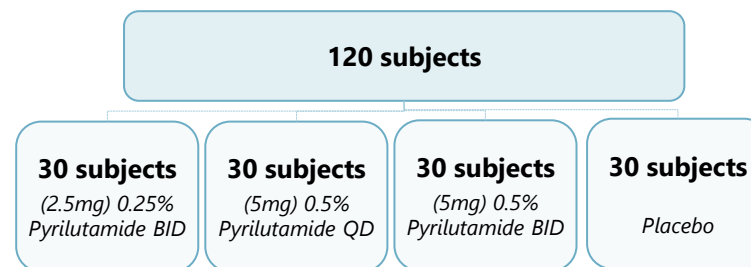 120 subjects
30 subjects
(2.5mg) 0.25%
Pyrilutamide BID
30 subjects
(5mg) 0.5%
Pyrilutamide QD
30 subjects
(5mg) 0.5%
Pyrilutamide BID
30 subjects
Placebo